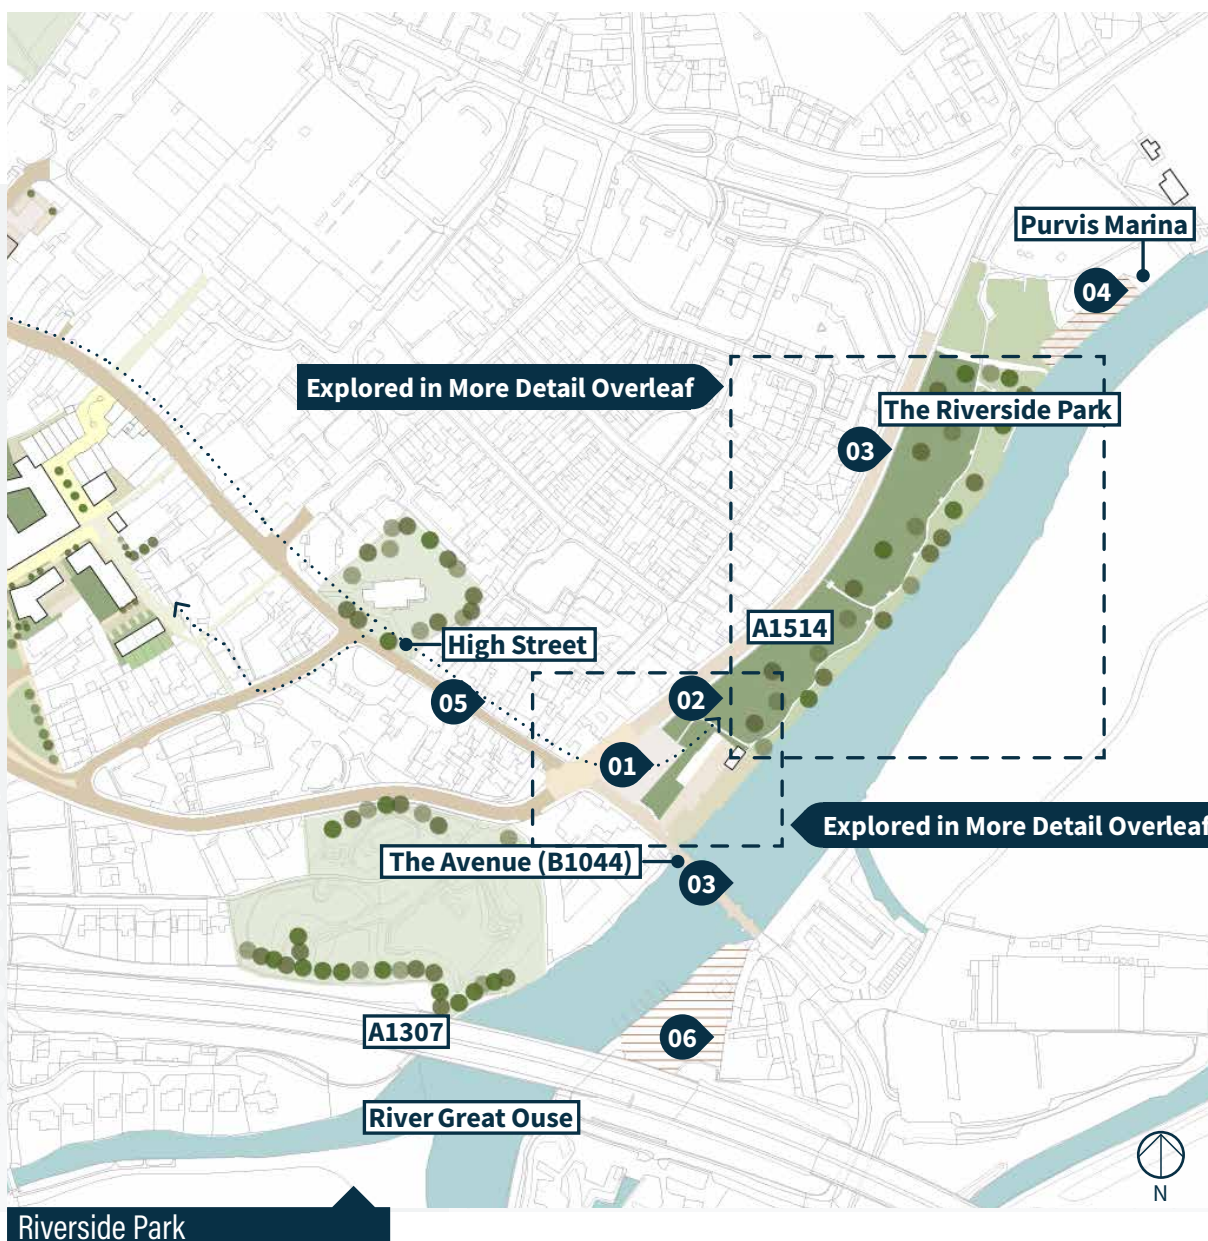 Purvis Marina
04
Explored in More Detail Overleaf
The Riverside Park
03
A1514
High Street
05
02
01
Explored in More Detail Overleaf
The Avenue (B1044)
03
A1307
06
River Great Ouse
N
Riverside Park